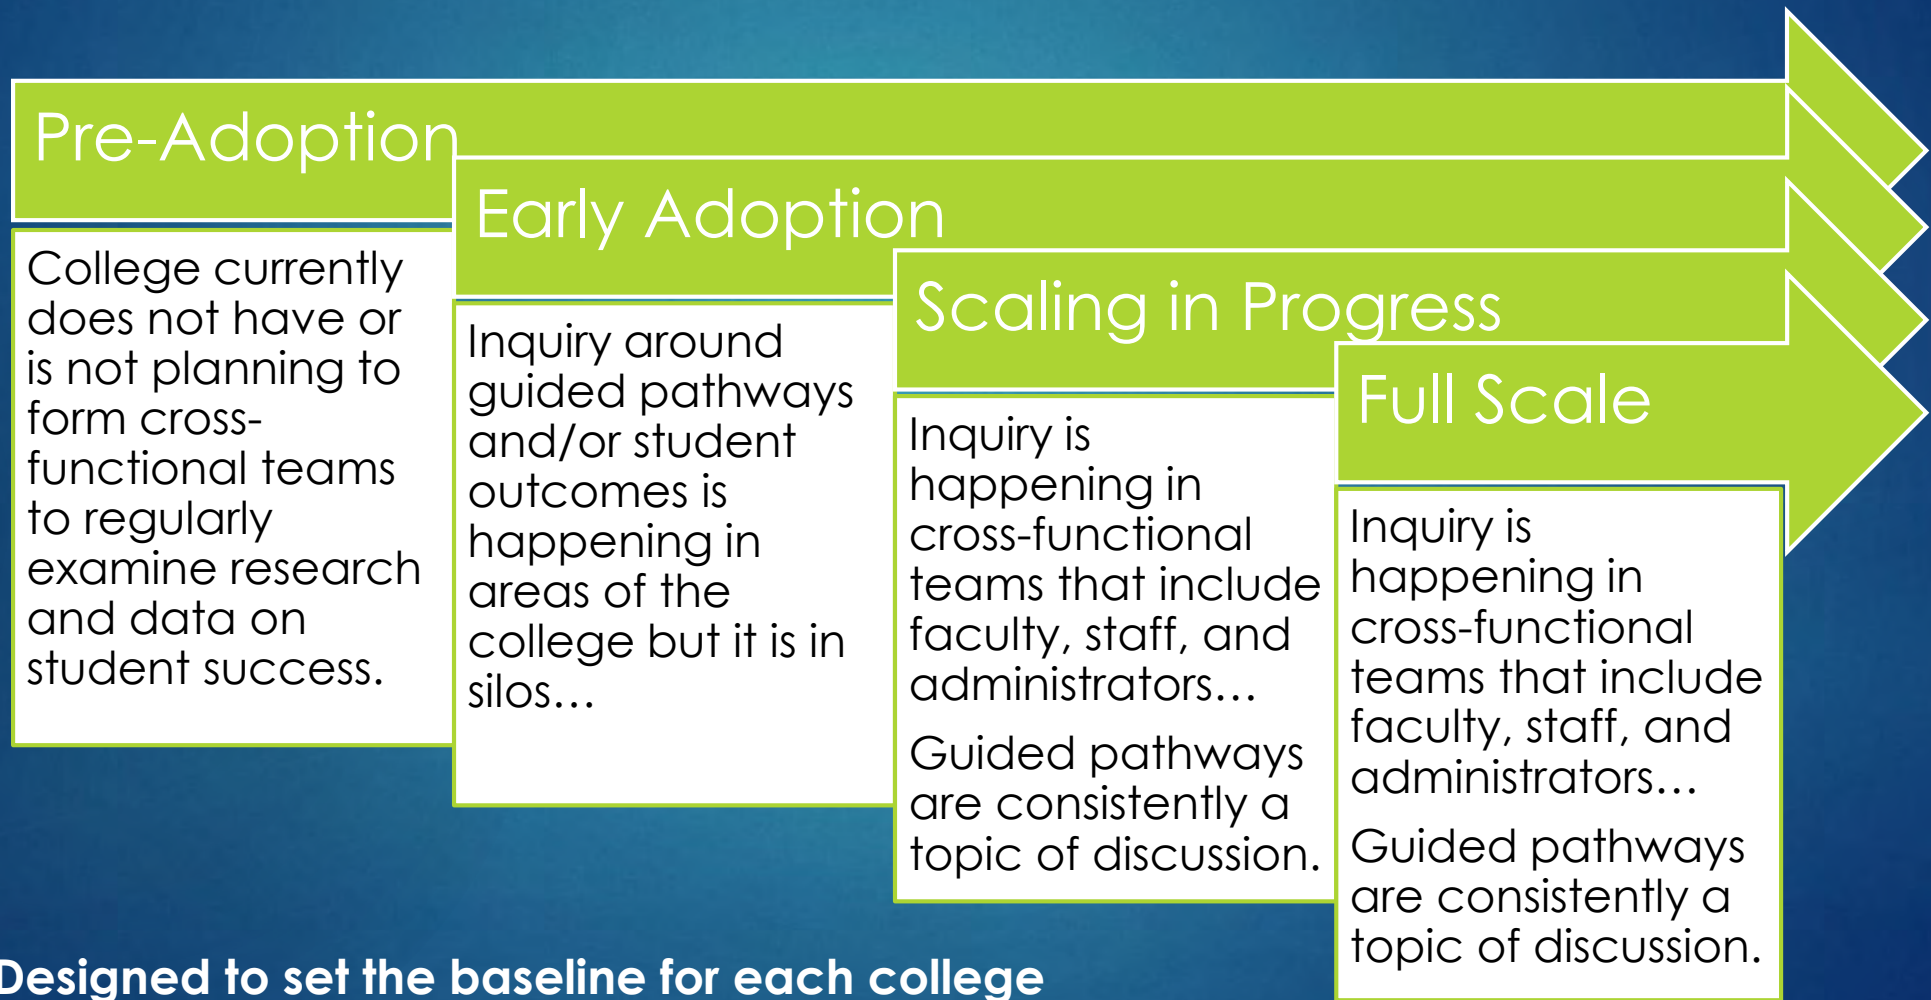 Pre-Adoption
College currently
does not have or
is not planning to
form cross-
functional teams
to regularly
examine research
and data on
student success.
Early Adoption
Inquiry around
guided pathways
and/or student
outcomes is
happening in
areas of the
college but it is in
silos…
Scaling in Progress
Inquiry is
happening in
cross-functional
teams that include
faculty, staff, and
administrators…
Guided pathways
are consistently a
topic of discussion.
Full Scale
Inquiry is
happening in
cross-functional
teams that include
faculty, staff, and
administrators…
Guided pathways
are consistently a
topic of discussion.
Designed to set the baseline for each college